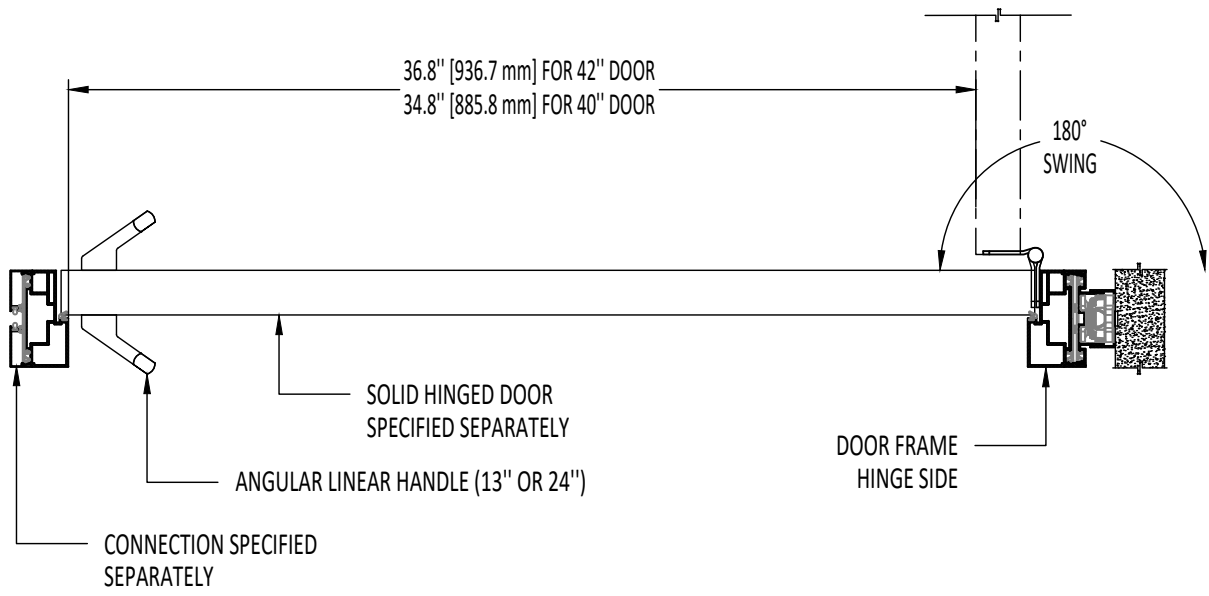 36.8'' [936.7 mm] FOR 42'' DOOR
34.8'' [885.8 mm] FOR 40'' DOOR
180°
SWING
SOLID HINGED DOOR
SPECIFIED SEPARATELY
DOOR FRAME
HINGE SIDE
ANGULAR LINEAR HANDLE (13'' OR 24'')
CONNECTION SPECIFIED
SEPARATELY